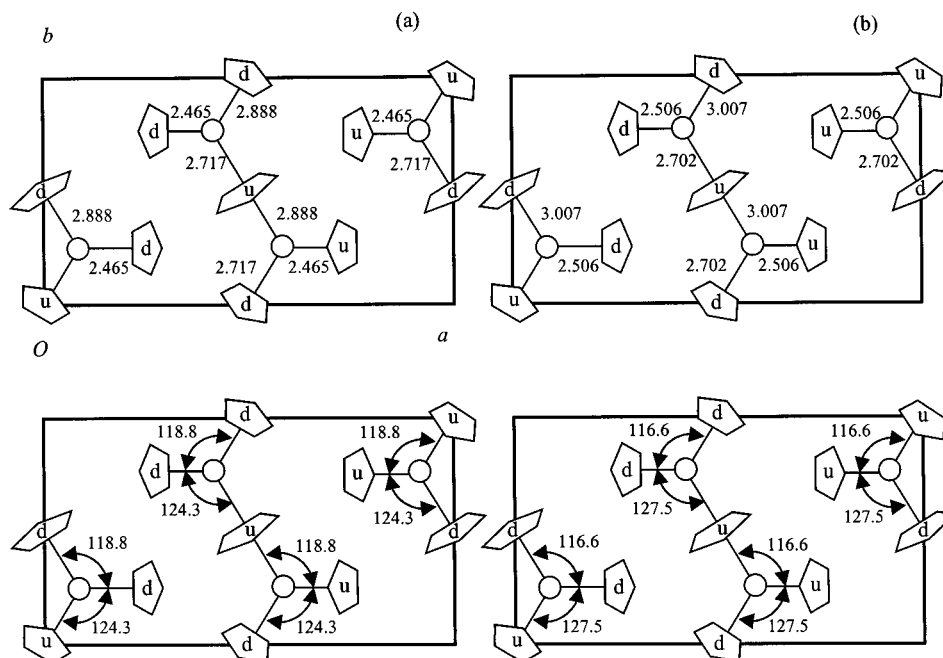 b (a) (b)
d u d u
2.465 2.888 2.465 2.506 3.007 2.506
d u d u
2.717 2.717 2.702 2.702
d u d d u d
2.888 2.888 3.007 3.007
d u d u
2.465 2.717 2.465 2.506 2.702 2.506
u d u d
O a
d u d u
118.8 118.8 116.6 116.6
d u d u
124.3 124.3 127.5 127.5
d u d d u d
118.8 118.8 116.6 116.6
d u d u
124.3 124.3 127.5 127.5
u d u d